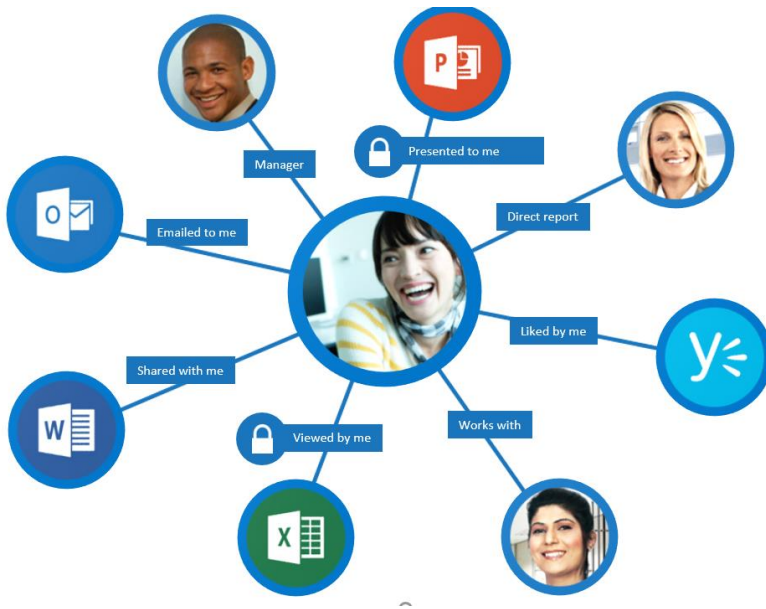 P
Manager
Presented to me
Direct report
O
Emailed to me
Liked by me
y
Shared with me
W
Viewed by me
Works with
X